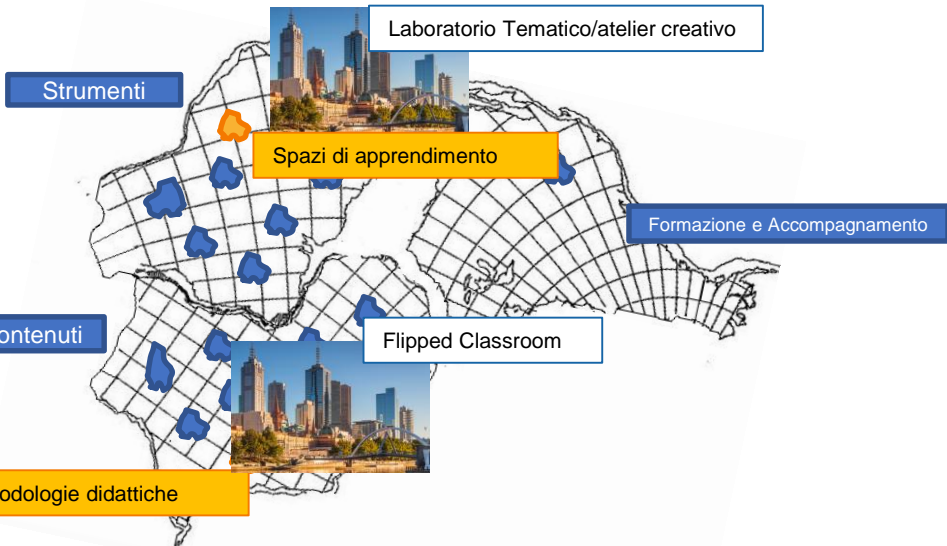 Laboratorio Tematico/atelier creativo
Strumenti
Spazi di apprendimento
Formazione e Accompagnamento
ontenuti
Flipped Classroom
odologie didattiche